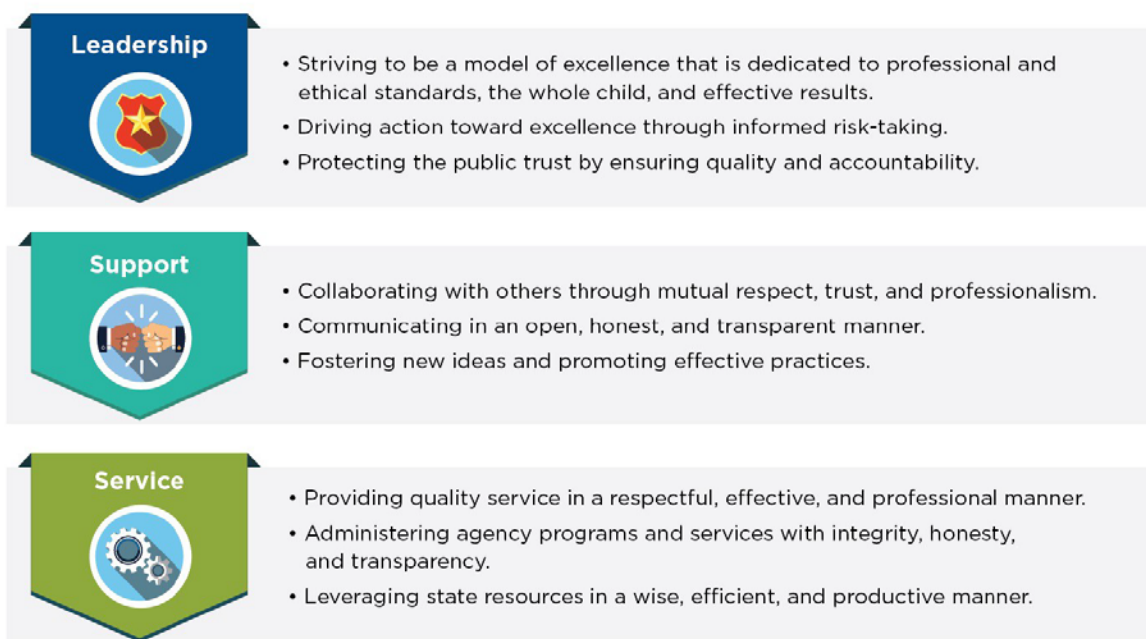 Leadership
• Striving to be a model of excellence that is dedicated to professional and
ethical standards, the whole child, and effective results.
• Driving action toward excellence through informed risk-taking.
• Protecting the public trust by ensuring quality and accountability.
Support
• Collaborating with others through mutual respect, trust, and professionalism.
• Communicating in an open, honest, and transparent manner.
• Fostering new ideas and promoting effective practices.
Service
• Providing quality service in a respectful, effective, and professional manner.
• Administering agency programs and services with integrity, honesty,
and transparency.
• Leveraging state resources in a wise, efficient, and productive manner.